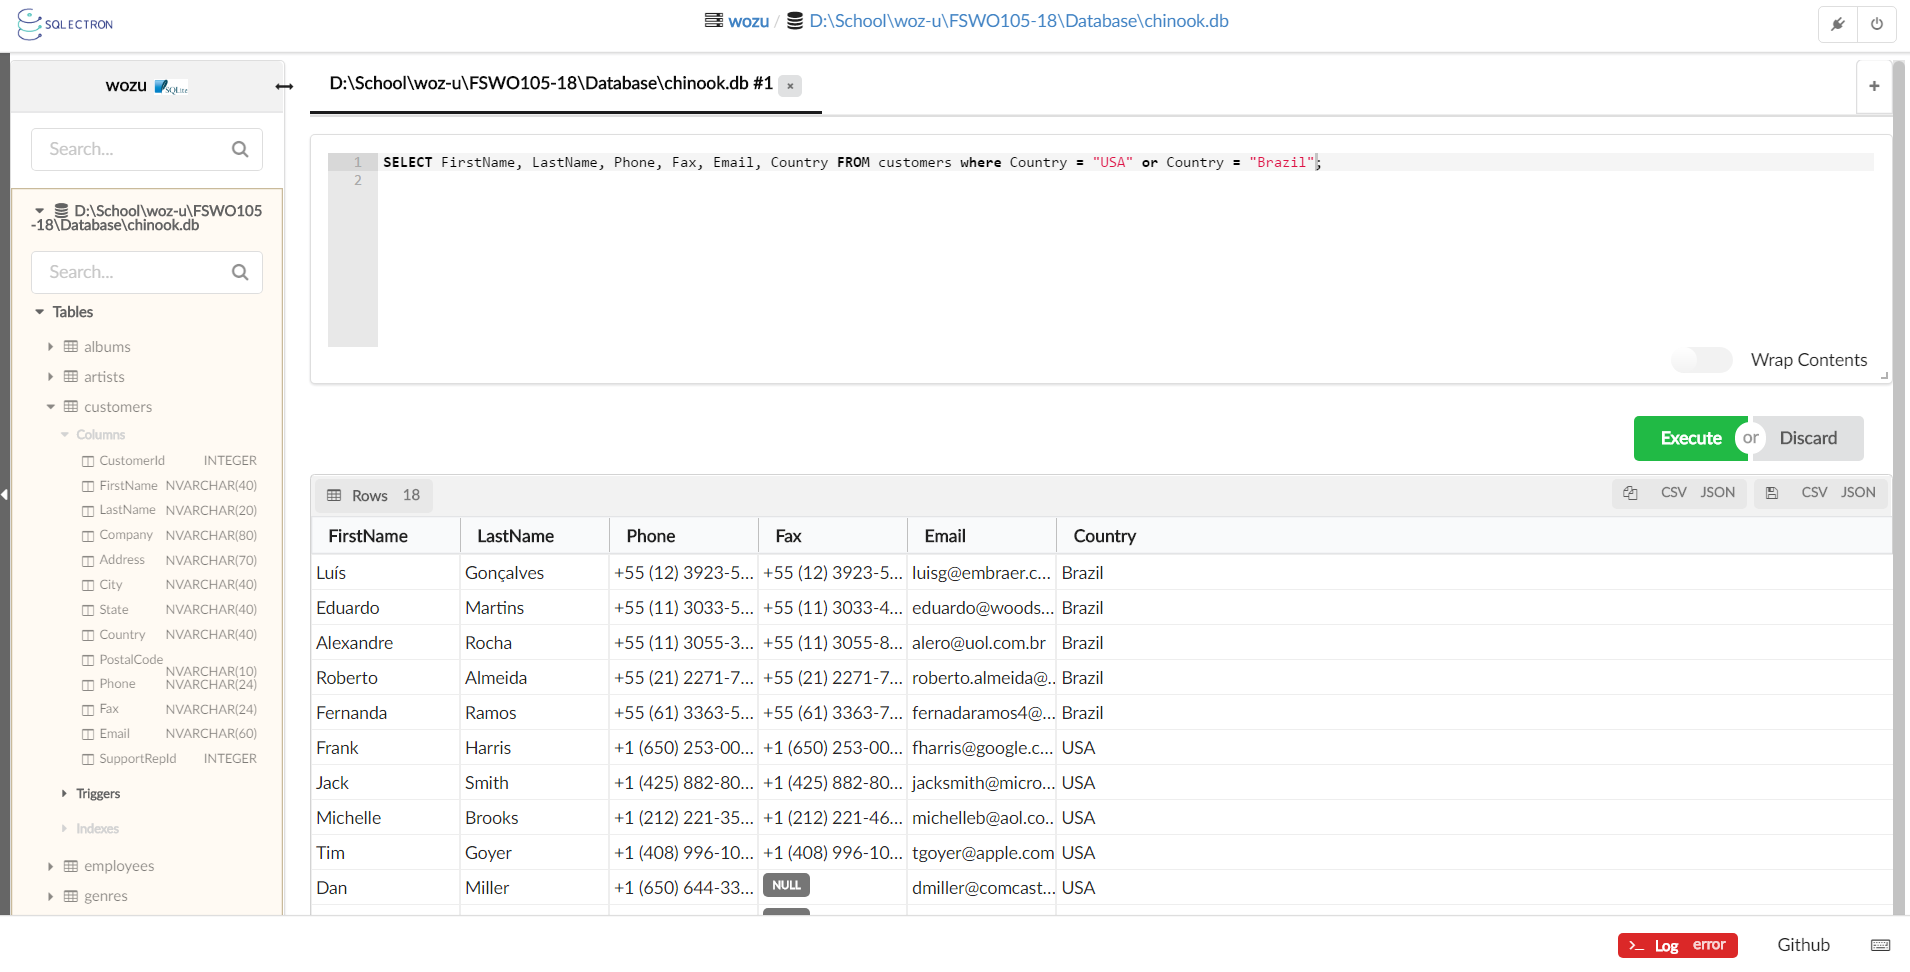 SQLECTRON
wozu / D:\School\woz-u\FSWO105-18\Database\chinook.db
wozu SQLite
D:\School\woz-u\FSWO105-18\Database\chinook.db #1 ×
+
Search...
1 SELECT FirstName, LastName, Phone, Fax, Email, Country FROM customers where Country = "USA" or Country = "Brazil";
2
D:\School\woz-u\FSWO105
-18\Database\chinook.db
Search...
Tables
albums
artists
customers
Columns
CustomerId INTEGER
FirstName NVARCHAR(40)
LastName NVARCHAR(20)
Company NVARCHAR(80)
Address NVARCHAR(70)
City NVARCHAR(40)
State NVARCHAR(40)
Country NVARCHAR(40)
PostalCode NVARCHAR(10)
Phone NVARCHAR(24)
Fax NVARCHAR(24)
Email NVARCHAR(60)
SupportRepId INTEGER
Triggers
Indexes
employees
genres
Wrap Contents
Execute or Discard
Rows 18 CSV JSON CSV JSON
FirstName LastName Phone Fax Email Country
Luís Gonçalves +55 (12) 3923-5... +55 (12) 3923-5... luisg@embraer.c... Brazil
Eduardo Martins +55 (11) 3033-5... +55 (11) 3033-4... eduardo@woods... Brazil
Alexandre Rocha +55 (11) 3055-3... +55 (11) 3055-8... alero@uol.com.br Brazil
Roberto Almeida +55 (21) 2271-7... +55 (21) 2271-7... roberto.almeida@... Brazil
Fernanda Ramos +55 (61) 3363-5... +55 (61) 3363-7... fernadaramos4@... Brazil
Frank Harris +1 (650) 253-00... +1 (650) 253-00... fharris@google.c... USA
Jack Smith +1 (425) 882-80... +1 (425) 882-80... jacksmith@micro... USA
Michelle Brooks +1 (212) 221-35... +1 (212) 221-46... michelleb@aol.co... USA
Tim Goyer +1 (408) 996-10... +1 (408) 996-10... tgoyer@apple.com USA
Dan Miller +1 (650) 644-33... NULL dmiller@comcast... USA
>_ Log error Github